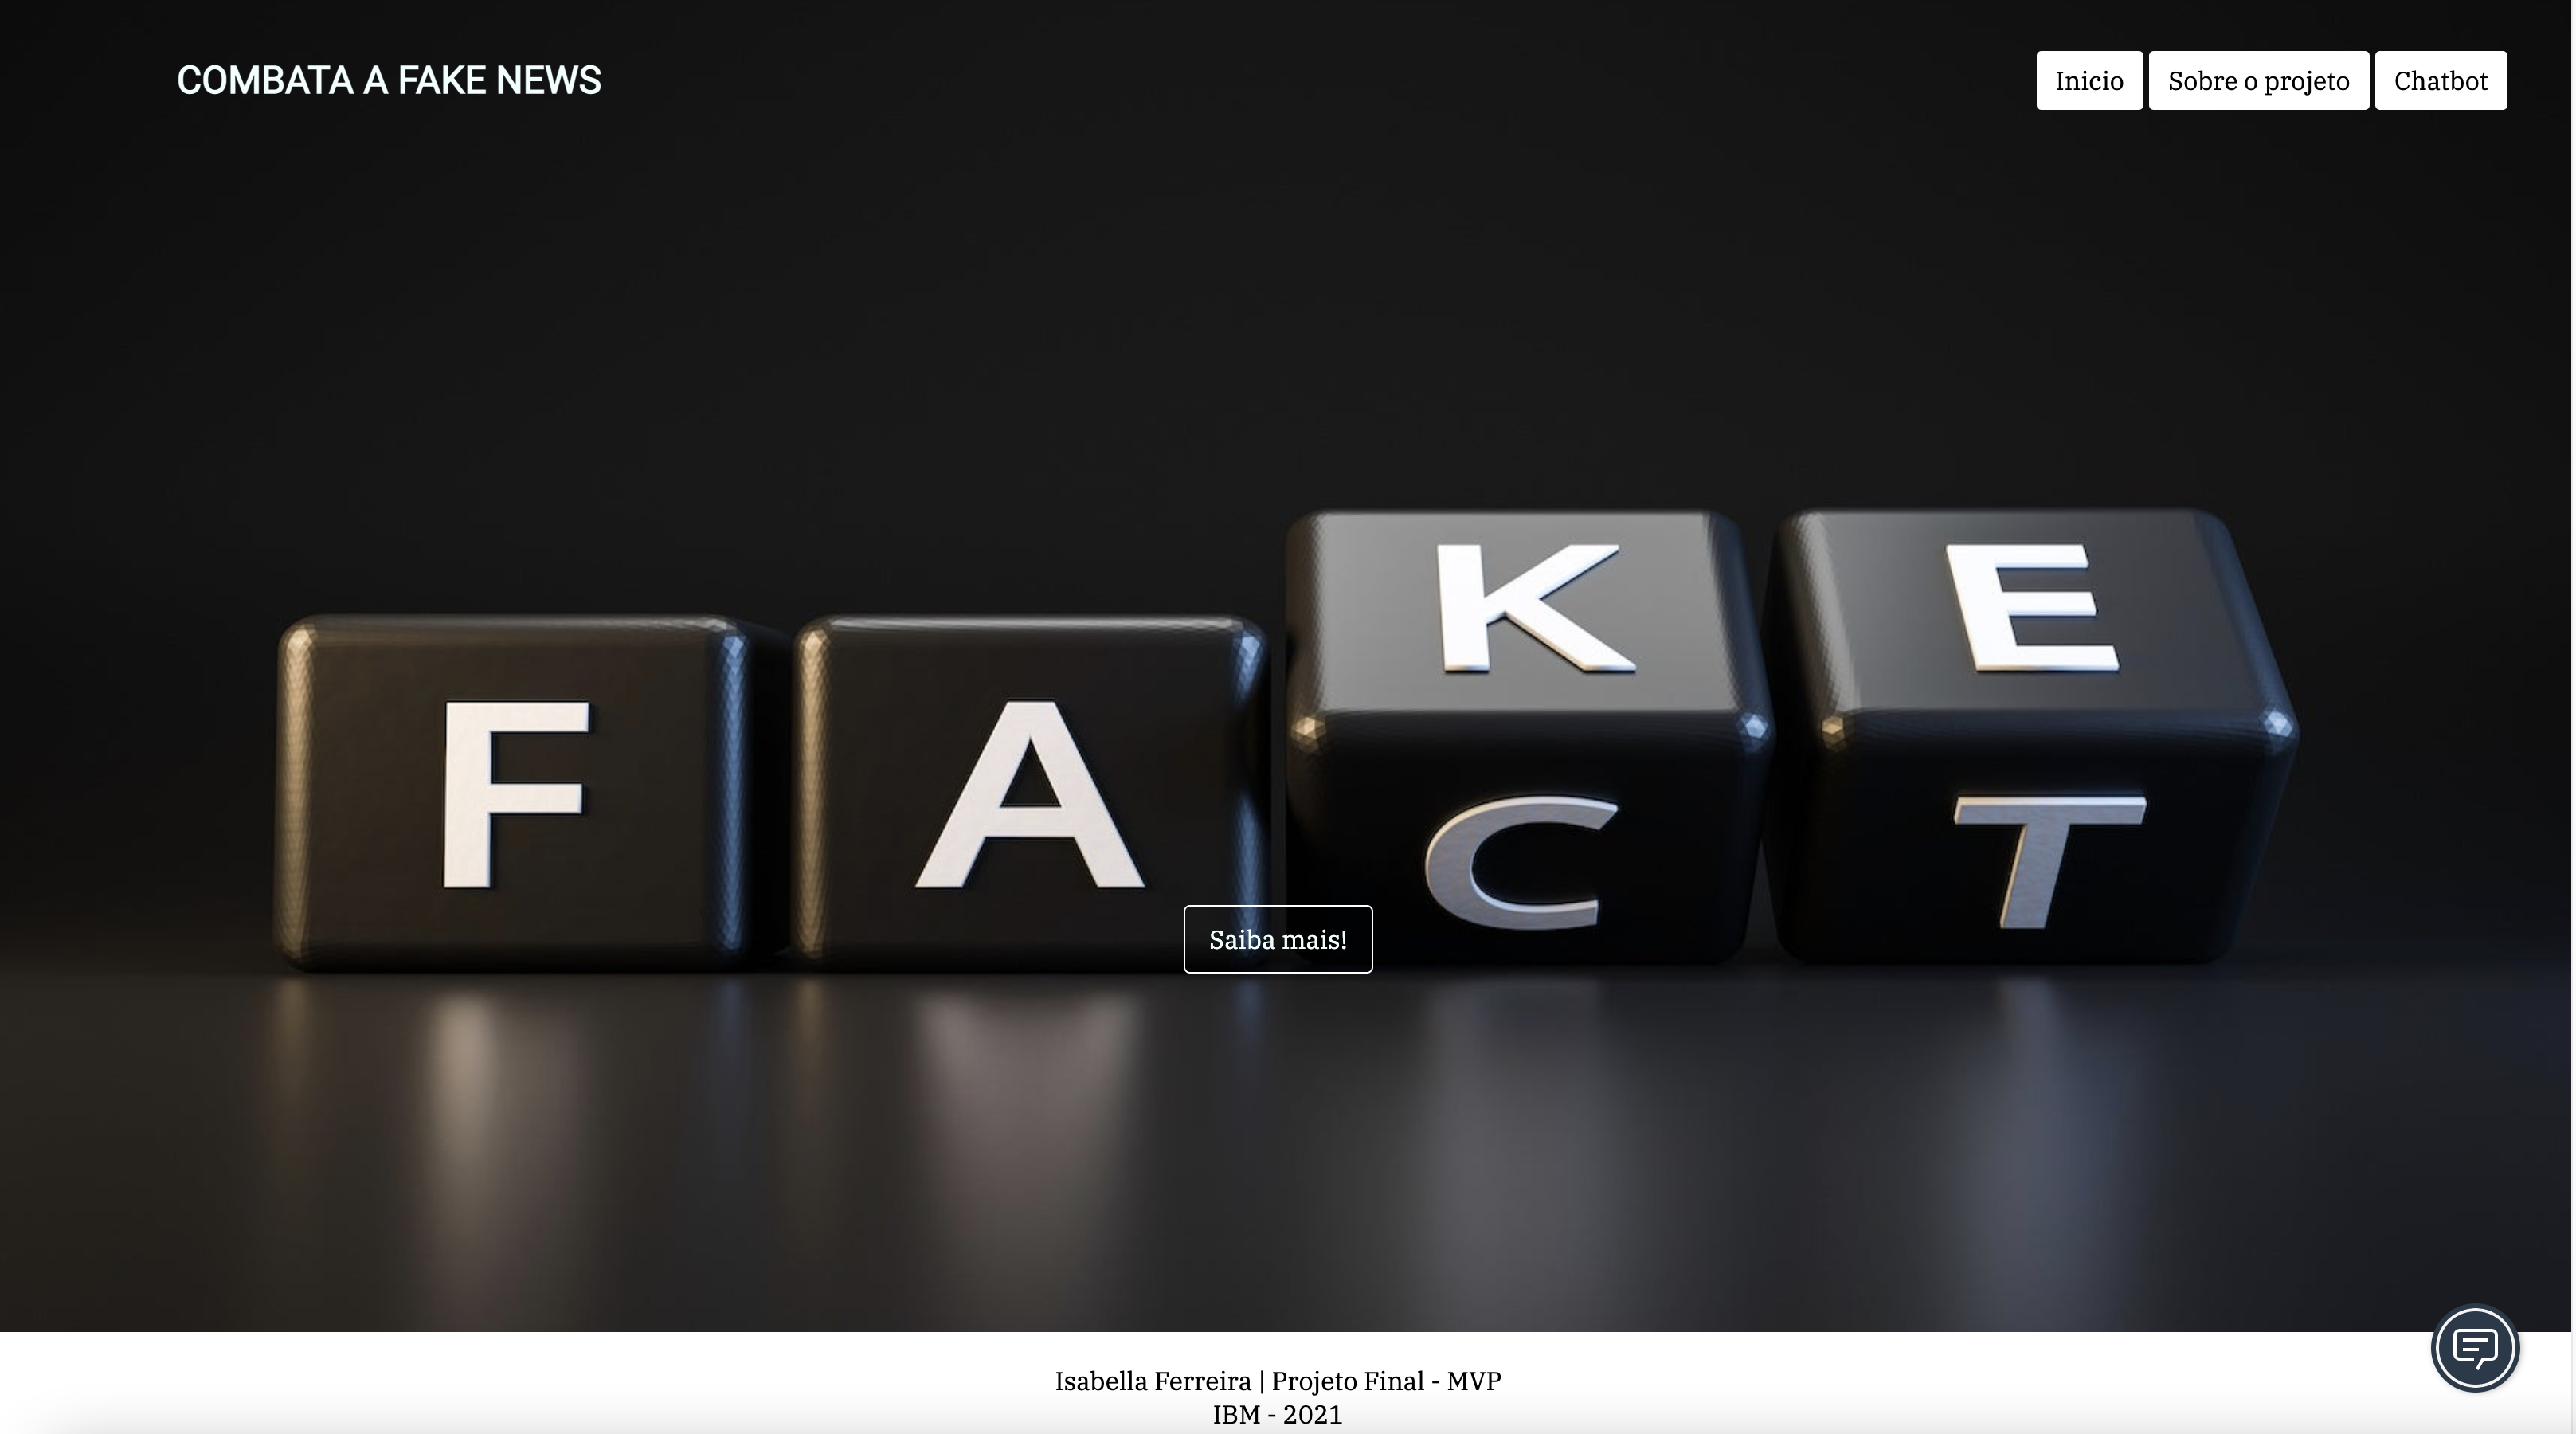 COMBATA A FAKE NEWS
Inicio Sobre o projeto Chatbot
K E
F A
C T
Saiba mais!
Isabella Ferreira | Projeto Final - MVP
IBM - 2021